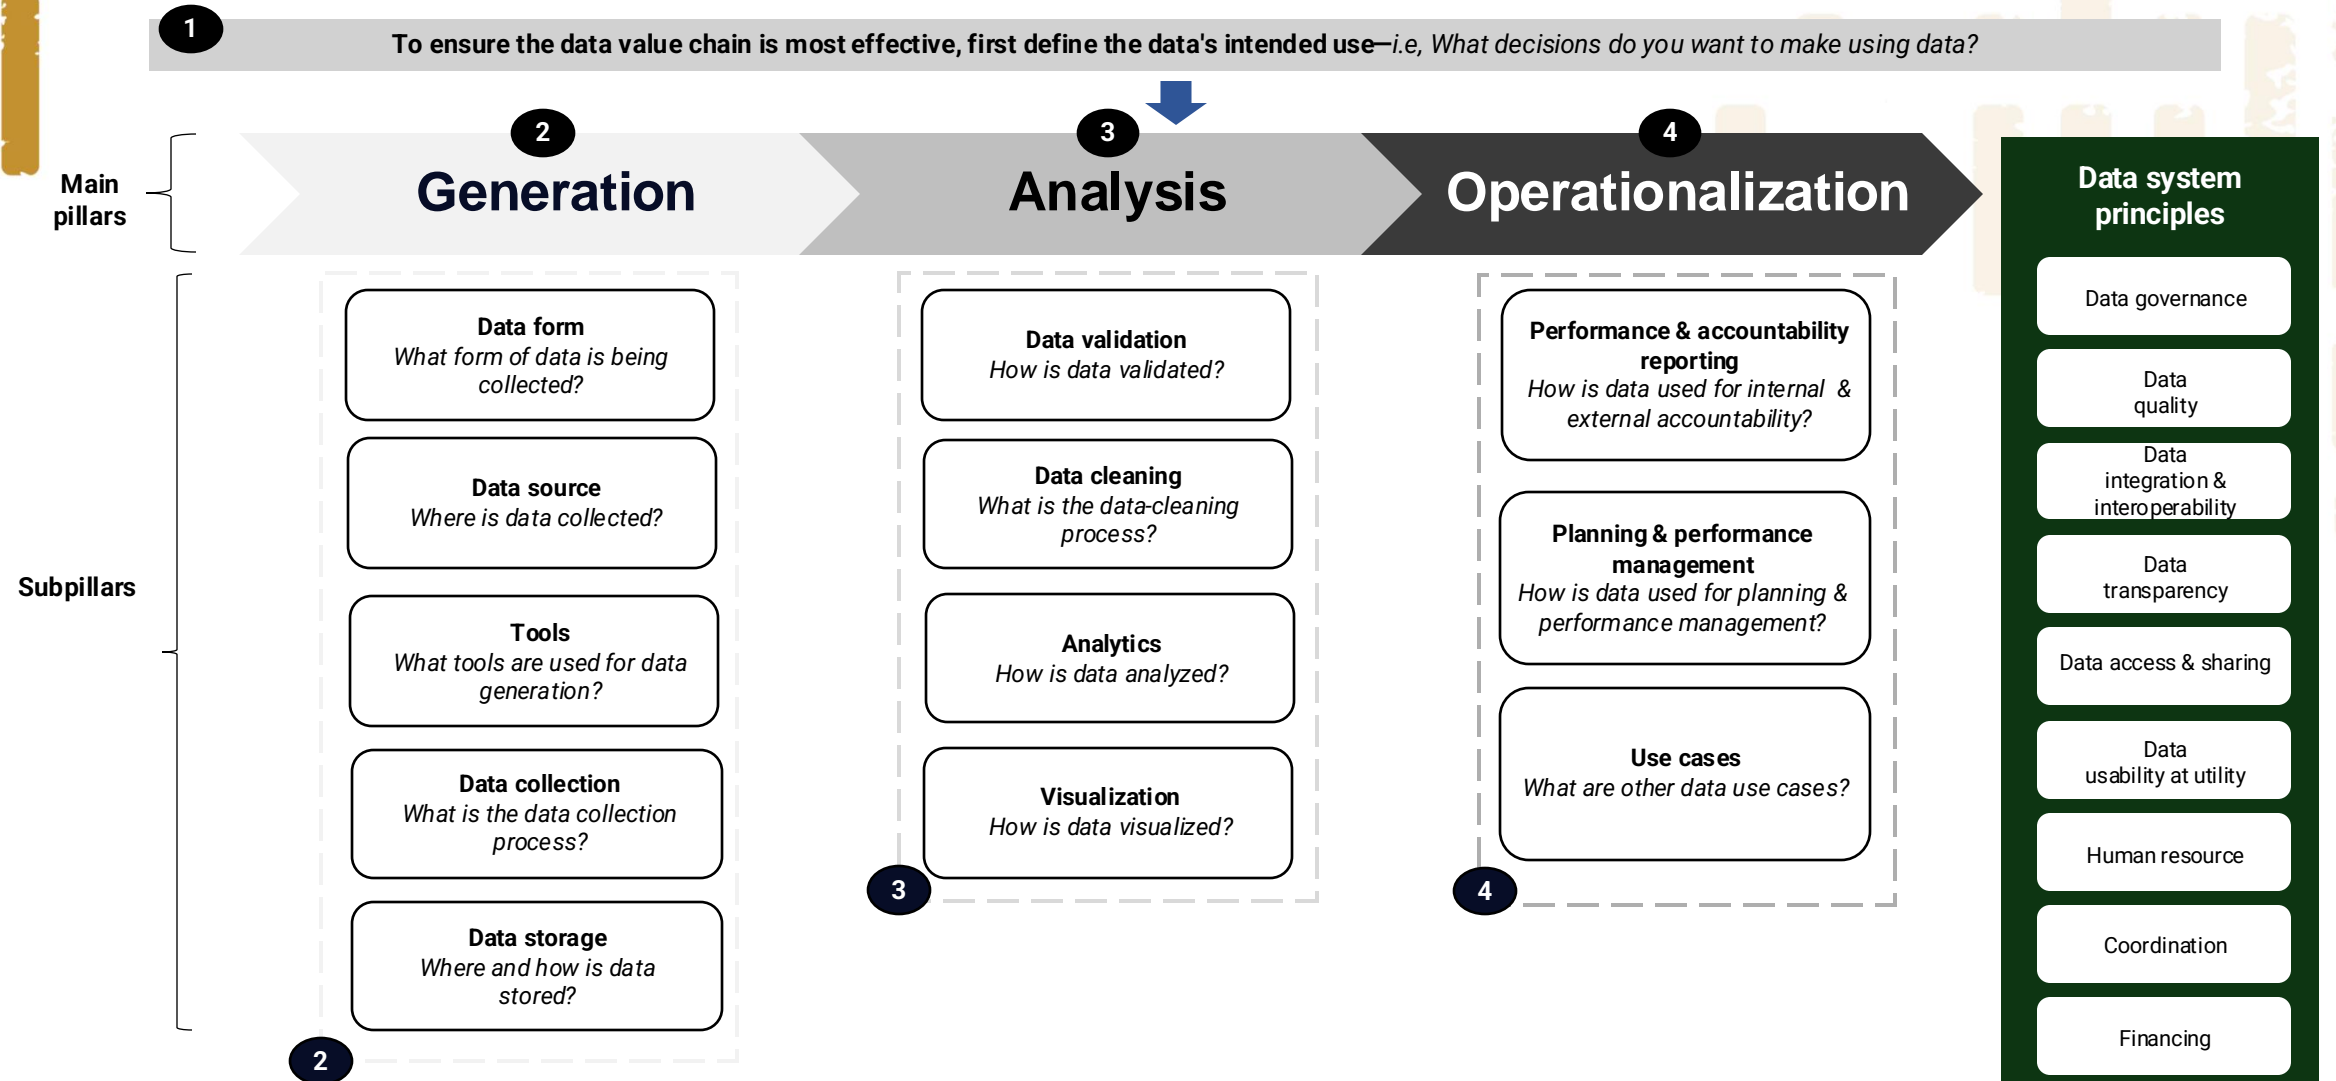 1
To ensure the data value chain is most effective, first define the data's intended use—i.e, What decisions do you want to make using data?
Main
pillars
2
Generation
3
Analysis
4
Operationalization
Subpillars
Data form
What form of data is being
collected?
Data source
Where is data collected?
Tools
What tools are used for data
generation?
Data collection
What is the data collection
process?
Data storage
Where and how is data
stored?
2
Data validation
How is data validated?
Data cleaning
What is the data-cleaning
process?
Analytics
How is data analyzed?
Visualization
How is data visualized?
3
Performance & accountability
reporting
How is data used for internal &
external accountability?
Planning & performance
management
How is data used for planning &
performance management?
Use cases
What are other data use cases?
4
Data system
principles
Data governance
Data
quality
Data
integration &
interoperability
Data
transparency
Data access & sharing
Data
usability at utility
Human resource
Coordination
Financing